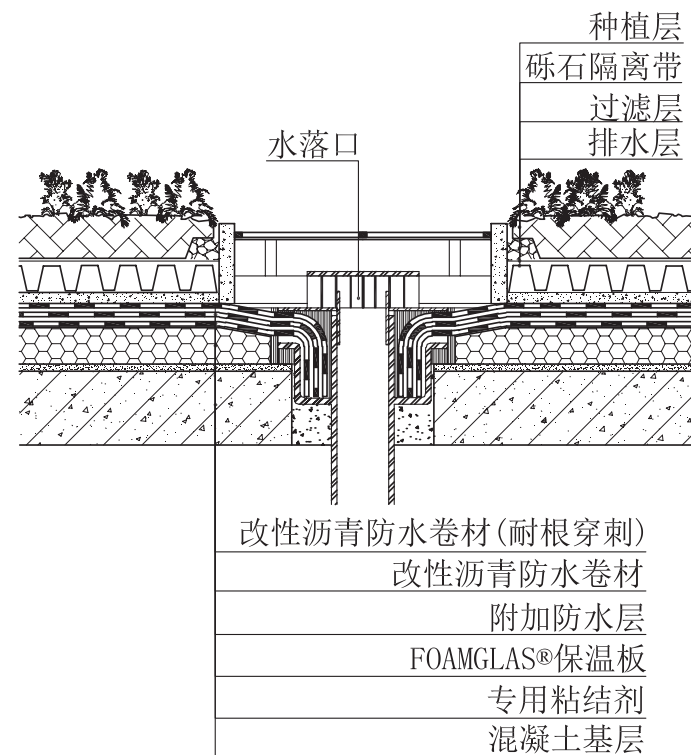 种植层
砾石隔离带
过滤层
排水层
水落口
改性沥青防水卷材(耐根穿刺)
改性沥青防水卷材
附加防水层
FOAMGLAS®保温板
专用粘结剂
混凝土基层